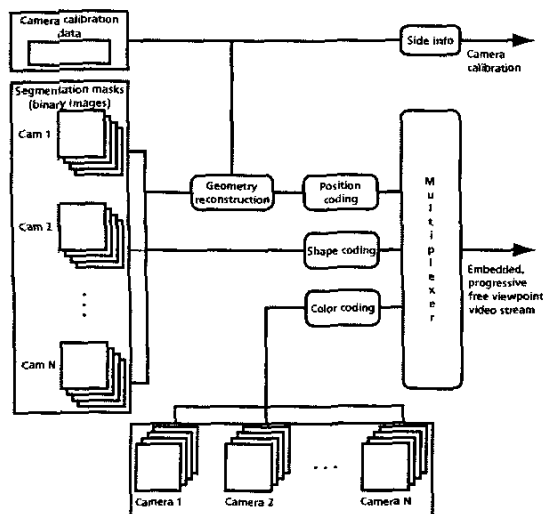 Camera calibration
data
Side info
Camera
calibration
Segmentation masks
(binary images)
Cam 1
Cam 2
Cam N
Geometry
reconstruction
Position
coding
Shape coding
Color coding
Multiplexer
Embedded,
progressive
free viewpoint
video stream
Camera 1
Camera 2
Camera N